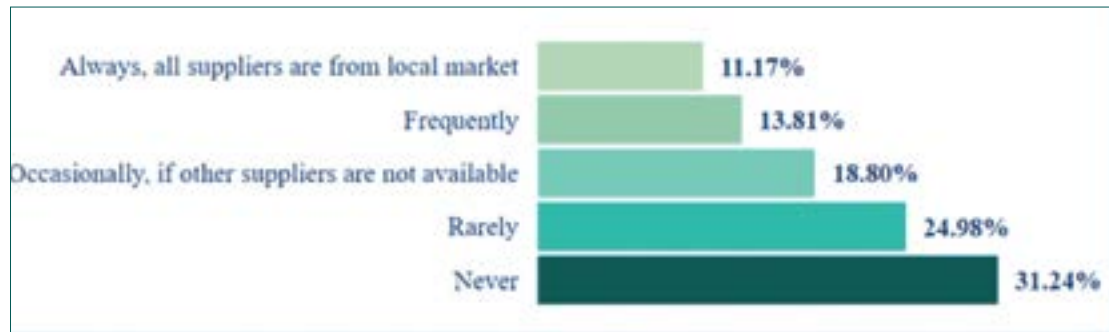 Always, all suppliers are from local market 11.17%
Frequently 13.81%
Occasionally, if other suppliers are not available 18.80%
Rarely 24.98%
Never 31.24%